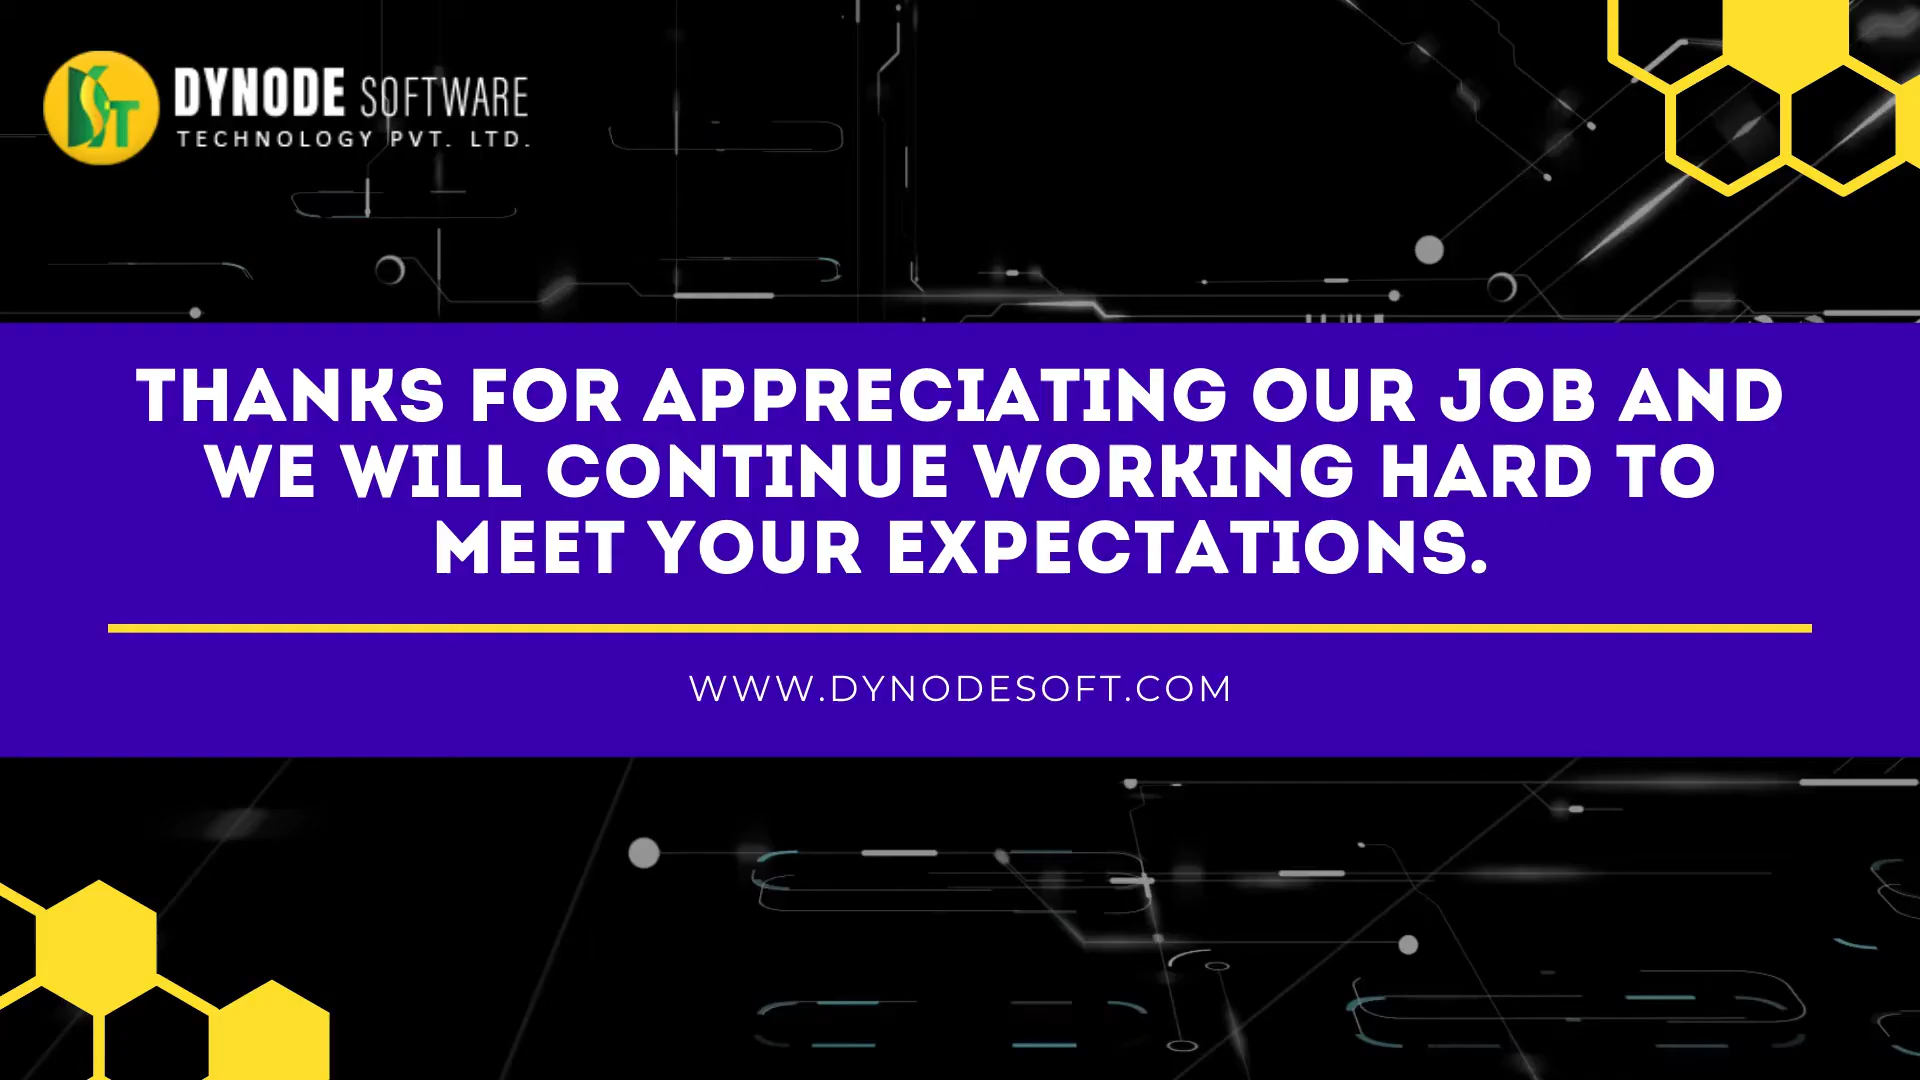 DYNODE SOFTWARE
TECHNOLOGY PVT. LTD.
THANKS FOR APPRECIATING OUR JOB AND
WE WILL CONTINUE WORKING HARD TO
MEET YOUR EXPECTATIONS.
WWW.DYNODESOFT.COM